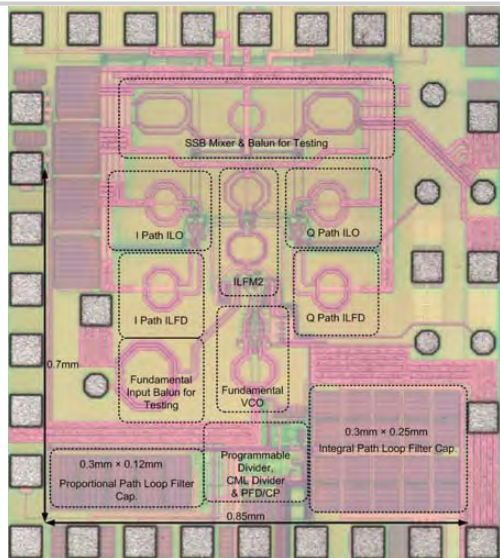 SSB Mixer & Balun for Testing
I Path ILO
Q Path ILO
ILFM2
I Path ILFD
Q Path ILFD
0.7mm
Fundamental
Input Balun for
Testing
Fundamental
VCO
0.3mm × 0.25mm
Integral Path Loop Filter Cap.
0.3mm × 0.12mm
Proportional Path Loop Filter
Cap.
Programmable
Divider,
CML Divider
& PFD/CP
0.85mm